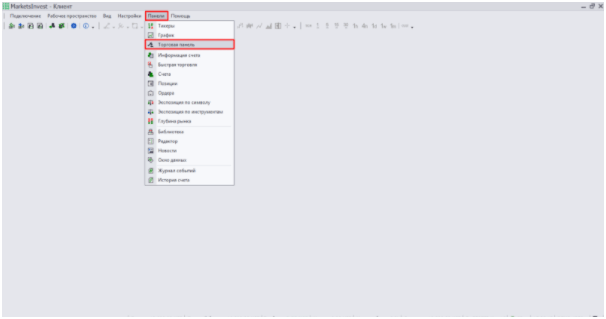 MarketsInvest - Клиент
Подключение Рабочее пространство Вид Настройки Панели Помощь
Тикеры
График
Торговая панель
Информация счета
Быстрая торговля
Счета
Позиции
Ордера
Экспозиция по символу
Экспозиция по инструментам
Глубина рынка
Библиотека
Редактор
Новости
Окно данных
Журнал событий
История счета